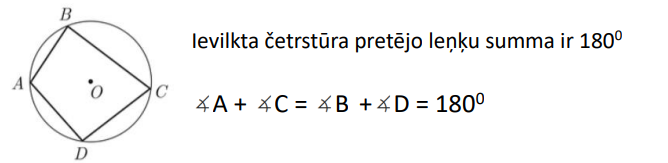 B
Ievilkta četrstūra pretējo leņķu summa ir 180⁰
A
O
C
∡A + ∡C = ∡B +∡D = 180⁰
D